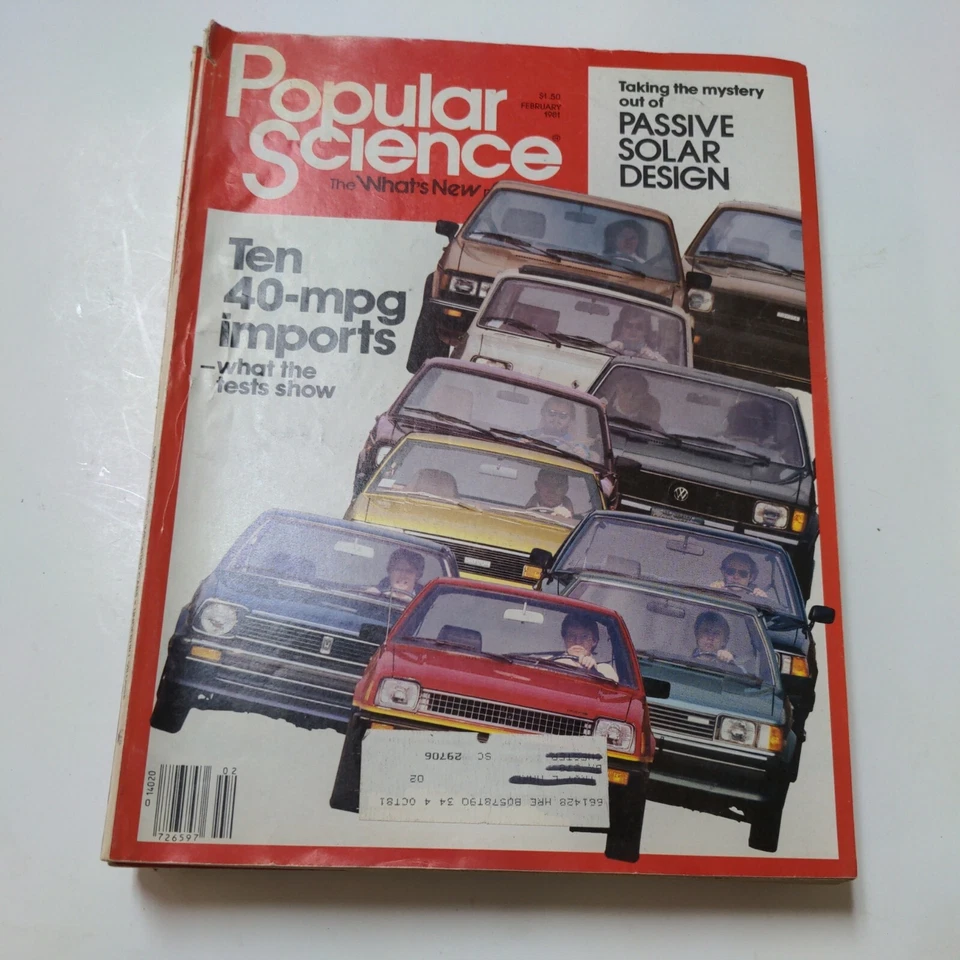 Popular
Science
The What's New
$1.50
FEBRUARY
1981
®
Taking the mystery
out of
PASSIVE
SOLAR
DESIGN
Ten
40-mpg
imports
—what the
tests show
661428 HRE B0578T90 34 4 OCT81
02
SC 29706
0 14020
02
726597